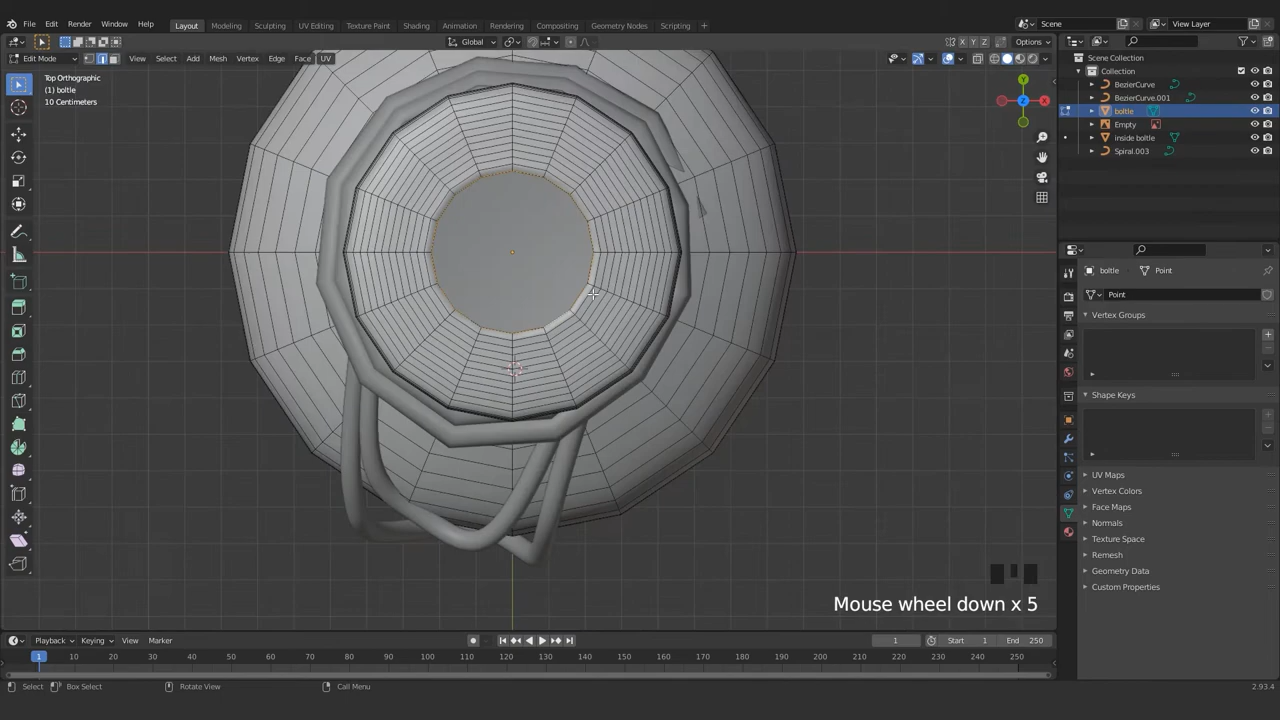 File Edit Render Window Help Layout Modeling Sculpting UV Editing Texture Paint Shading Animation Rendering Compositing Geometry Nodes Scripting + Scene View Layer
Global X Y Z Options
Edit Mode View Select Add Mesh Vertex Edge Face UV
Top Orthographic
(1) boltle
10 Centimeters
Y
Z
X
Mouse wheel down x 5
Scene Collection
Collection
BezierCurve
BezierCurve.001
boltle
Empty
inside boltle
Spiral.003
boltle Point
Point
Vertex Groups
Shape Keys
UV Maps
Vertex Colors
Face Maps
Normals
Texture Space
Remesh
Geometry Data
Custom Properties
Playback Keying View Marker 1 Start 1 End 250
1 10 20 30 40 50 60 70 80 90 100 110 120 130 140 150 160 170 180 190 200 210 220 230 240 250
Select Box Select Rotate View Call Menu 2.93.4